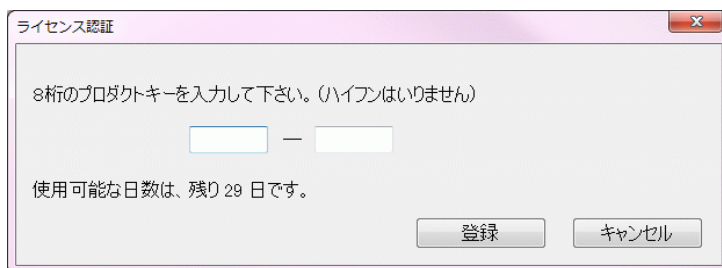 ライセンス認証
8桁のプロダクトキーを入力して下さい。(ハイフンはいりません)
―
使用可能な日数は、残り 29 日です。
登録 キャンセル